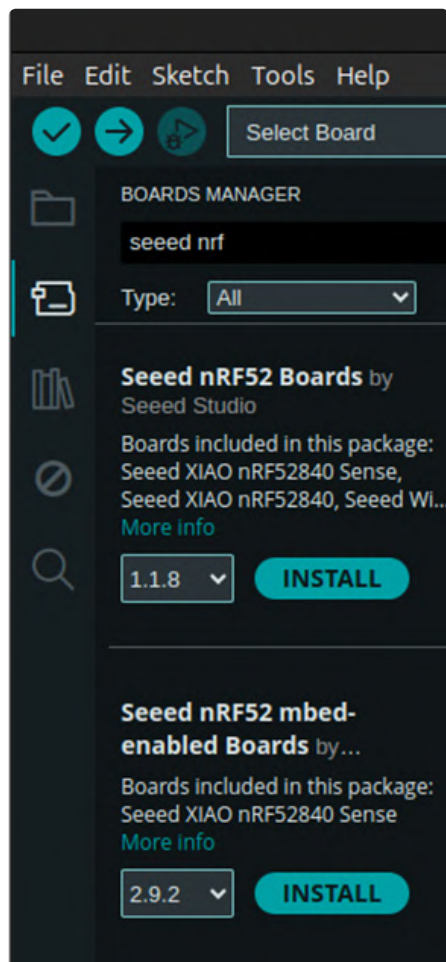 File Edit Sketch Tools Help
Select Board
BOARDS MANAGER
seeed nrf
Type: All
Seeed nRF52 Boards by
Seeed Studio
Boards included in this package:
Seeed XIAO nRF52840 Sense,
Seeed XIAO nRF52840, Seeed Wi...
More info
1.1.8 INSTALL
Seeed nRF52 mbed-
enabled Boards by...
Boards included in this package:
Seeed XIAO nRF52840 Sense
More info
2.9.2 INSTALL